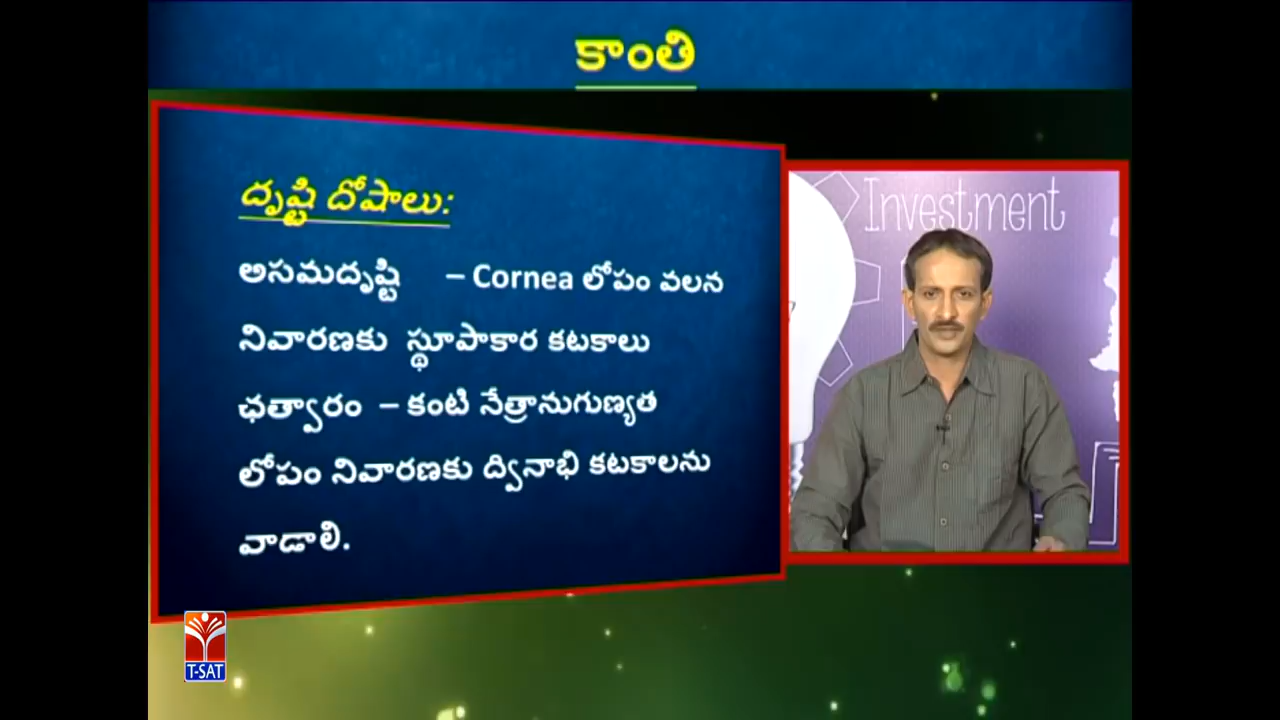 కాంతి
దృష్టి దోషాలు:
అసమదృష్టి – Cornea లోపం వలన
నివారణకు స్థూపాకార కటకాలు
ఛత్వారం – కంటి నేత్రానుగుణ్యత
లోపం నివారణకు ద్వినాభి కటకాలను
వాడాలి.
Investment
T-SAT